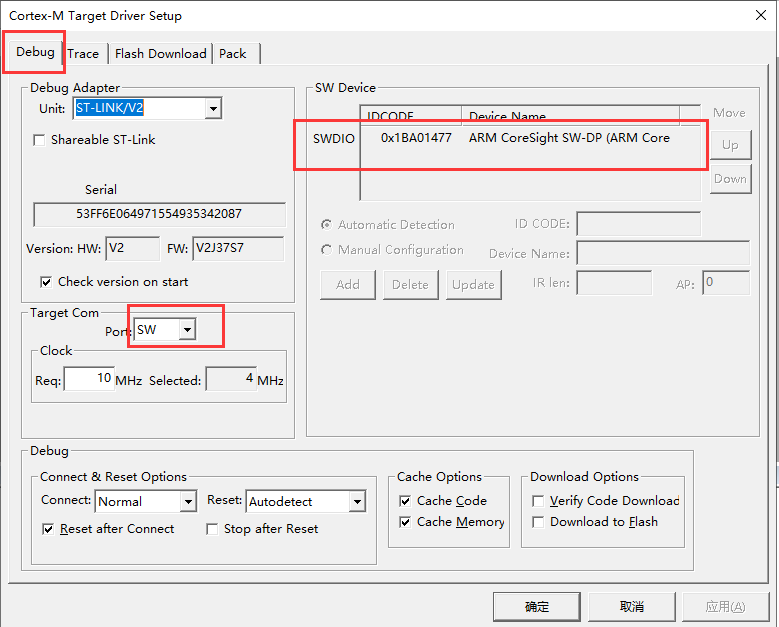 Cortex-M Target Driver Setup
Debug Trace Flash Download Pack
Debug Adapter
Unit: ST-LINK/V2
Shareable ST-Link
Serial
53FF6E064971554935342087
Version: HW: V2 FW: V2J37S7
Check version on start
Target Com
Port: SW
Clock
Req: 10 MHz Selected: 4 MHz
SW Device
IDCODE Device Name Move
SWDIO 0x1BA01477 ARM CoreSight SW-DP (ARM Core Up
Down
Automatic Detection ID CODE:
Manual Configuration Device Name:
Add Delete Update IR len: AP: 0
Debug
Connect & Reset Options
Connect: Normal Reset: Autodetect
Reset after Connect Stop after Reset
Cache Options
Cache Code
Cache Memory
Download Options
Verify Code Download
Download to Flash
确定 取消 应用(A)